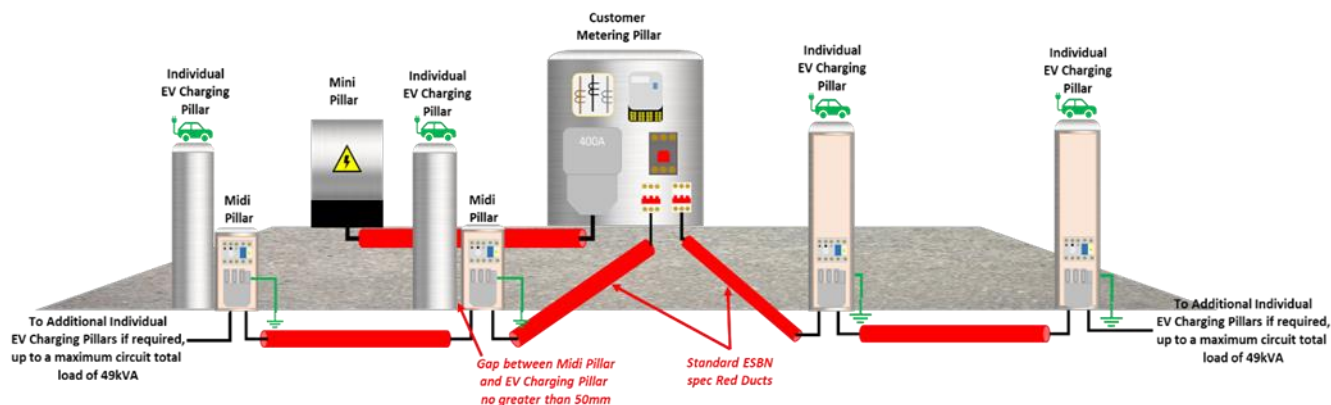 Customer
Metering Pillar
Individual
EV Charging
Pillar
Mini
Pillar
Individual
EV Charging
Pillar
Individual
EV Charging
Pillar
Individual
EV Charging
Pillar
400A
Midi
Pillar
Midi
Pillar
To Additional Individual
EV Charging Pillars if required,
up to a maximum circuit total
load of 49kVA
Gap between Midi Pillar
and EV Charging Pillar
no greater than 50mm
Standard ESBN
spec Red Ducts
To Additional Individual
EV Charging Pillars if required,
up to a maximum circuit total
load of 49kVA